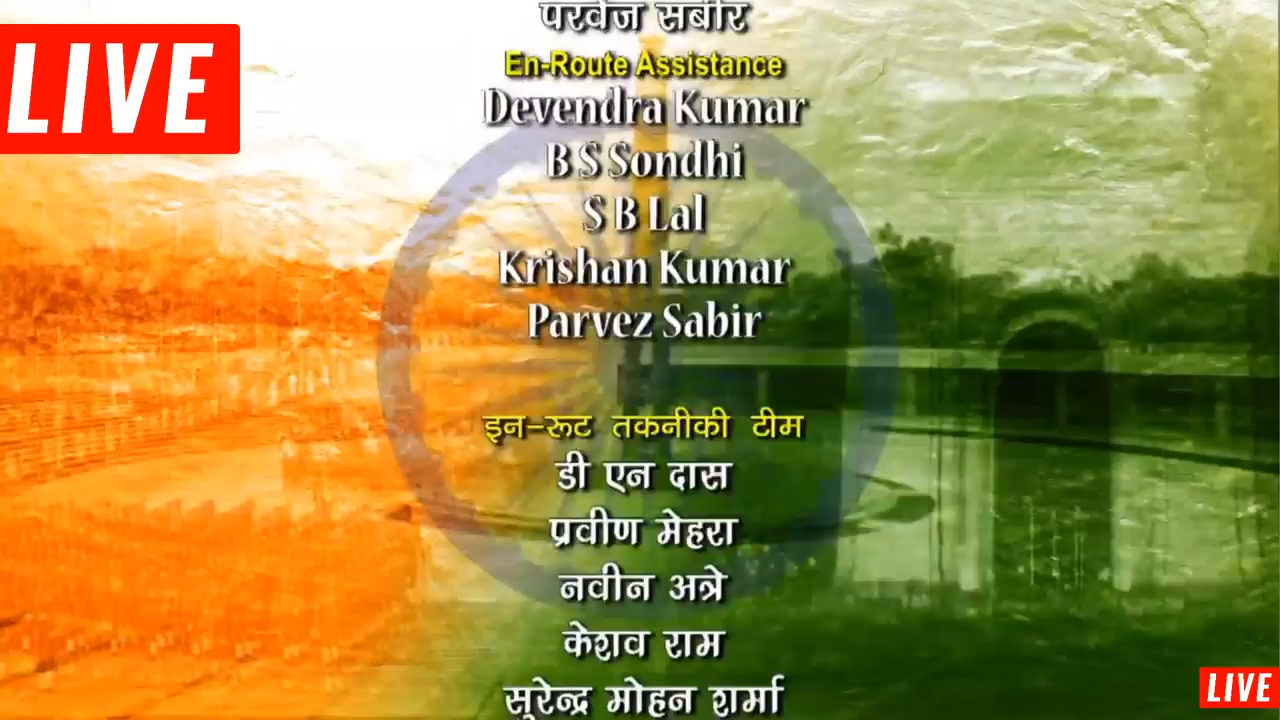 LIVE
परवेज सबीर
En-Route Assistance
Devendra Kumar
B S Sondhi
S B Lal
Krishan Kumar
Parvez Sabir
इन-रूट तकनीकी टीम
डी एन दास
प्रवीण मेहरा
नवीन अत्रे
केशव राम
सुरेन्द्र मोहन शर्मा
LIVE